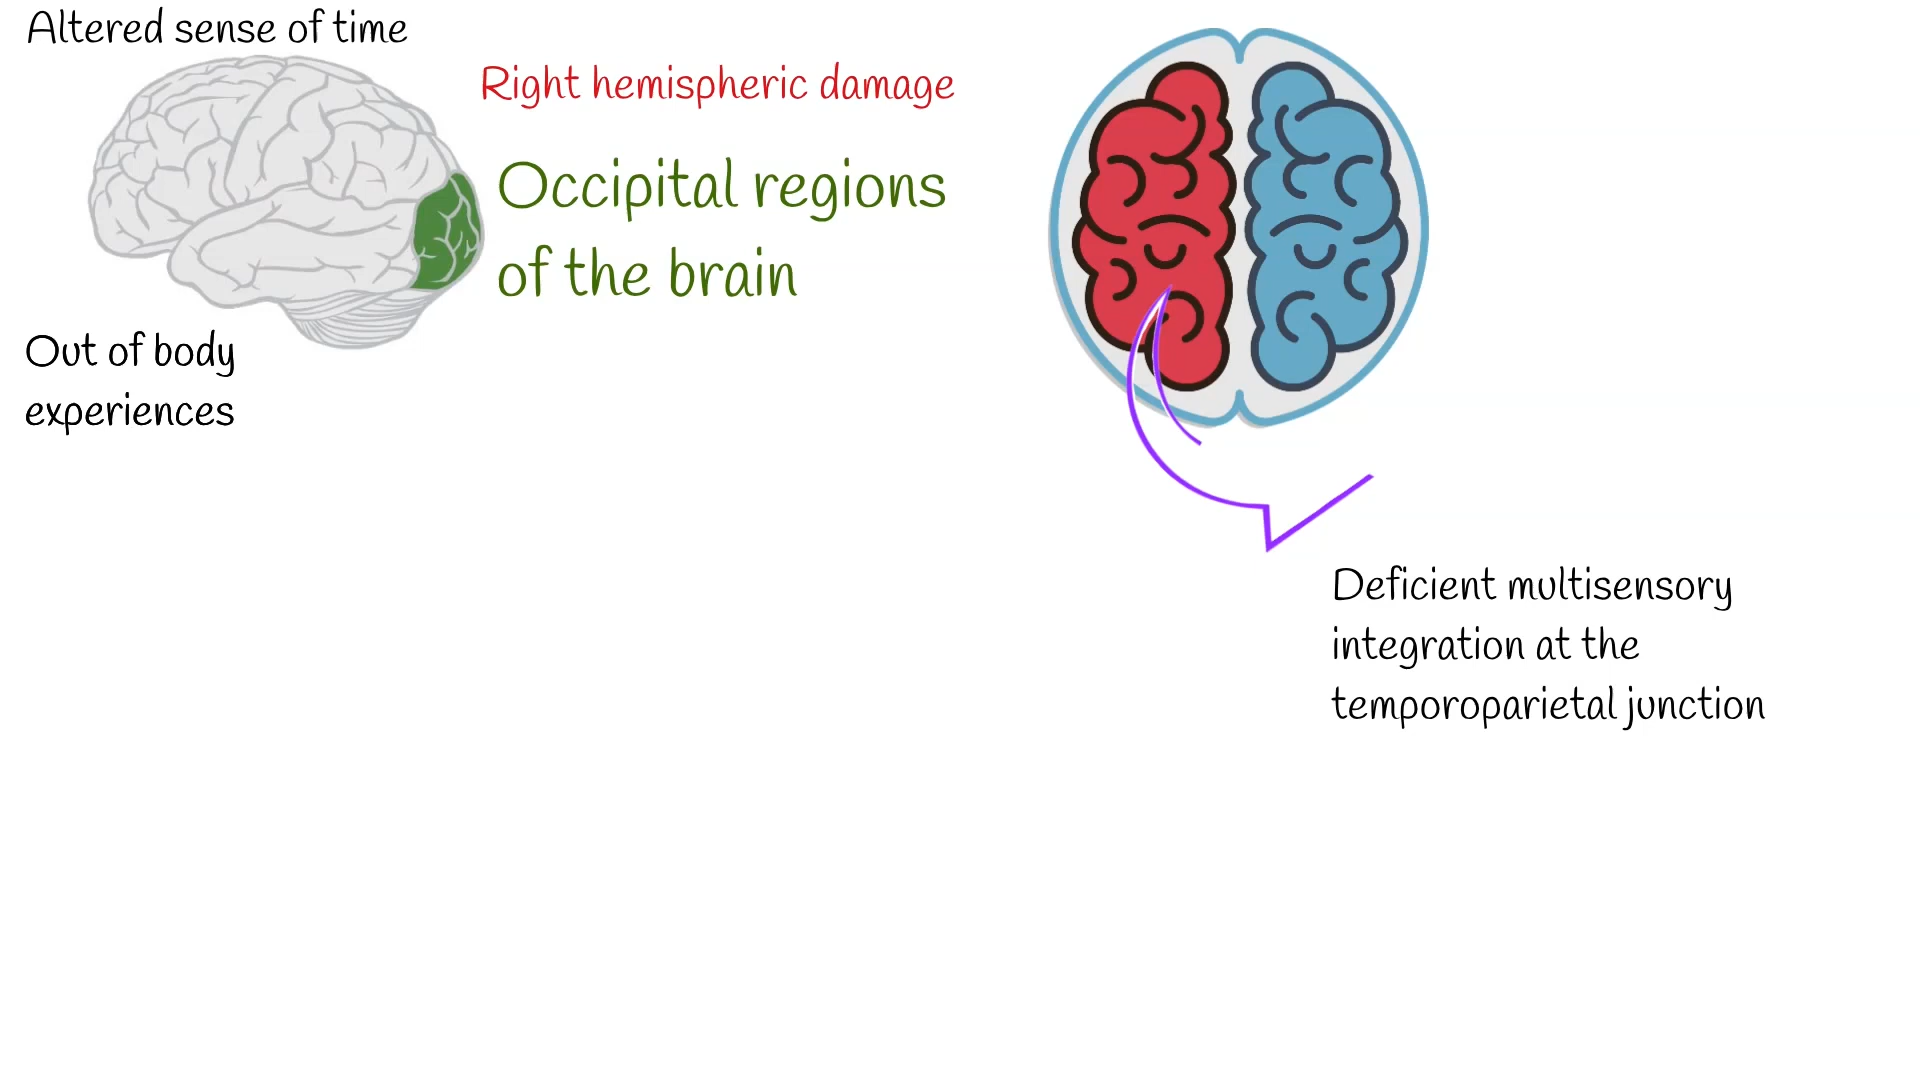 Altered sense of time
Right hemispheric damage
Occipital regions
of the brain
Out of body
experiences
Deficient multisensory
integration at the
temporoparietal junction